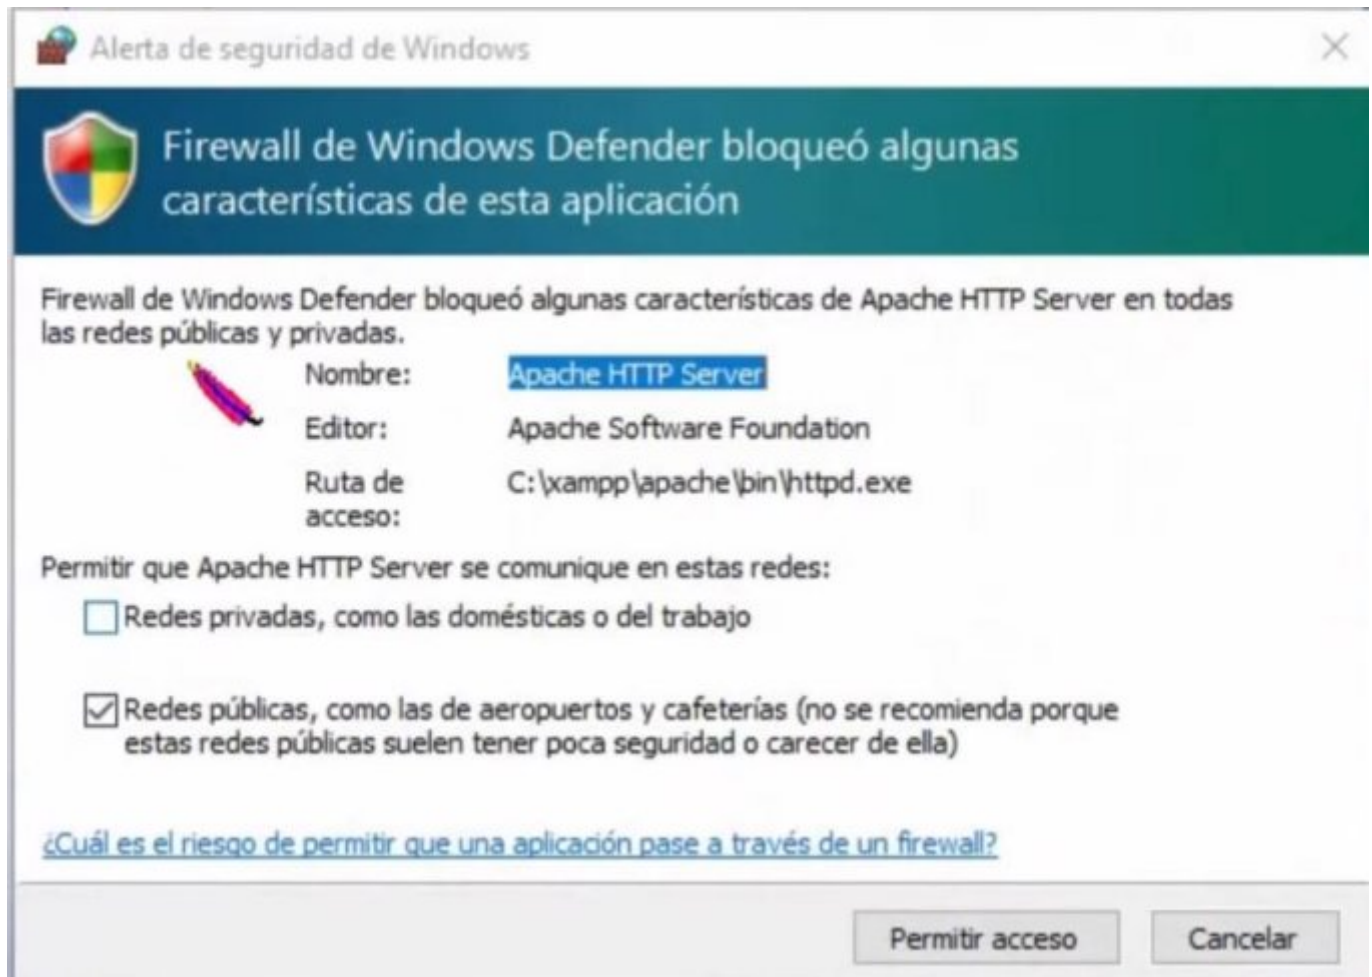 Alerta de seguridad de Windows
Firewall de Windows Defender bloqueó algunas
características de esta aplicación
Firewall de Windows Defender bloqueó algunas características de Apache HTTP Server en todas
las redes públicas y privadas.
Nombre: Apache HTTP Server
Editor: Apache Software Foundation
Ruta de acceso: C:\xampp\apache\bin\httpd.exe
Permitir que Apache HTTP Server se comunique en estas redes:
Redes privadas, como las domésticas o del trabajo
Redes públicas, como las de aeropuertos y cafeterías (no se recomienda porque
estas redes públicas suelen tener poca seguridad o carecer de ella)
¿Cuál es el riesgo de permitir que una aplicación pase a través de un firewall?
Permitir acceso Cancelar